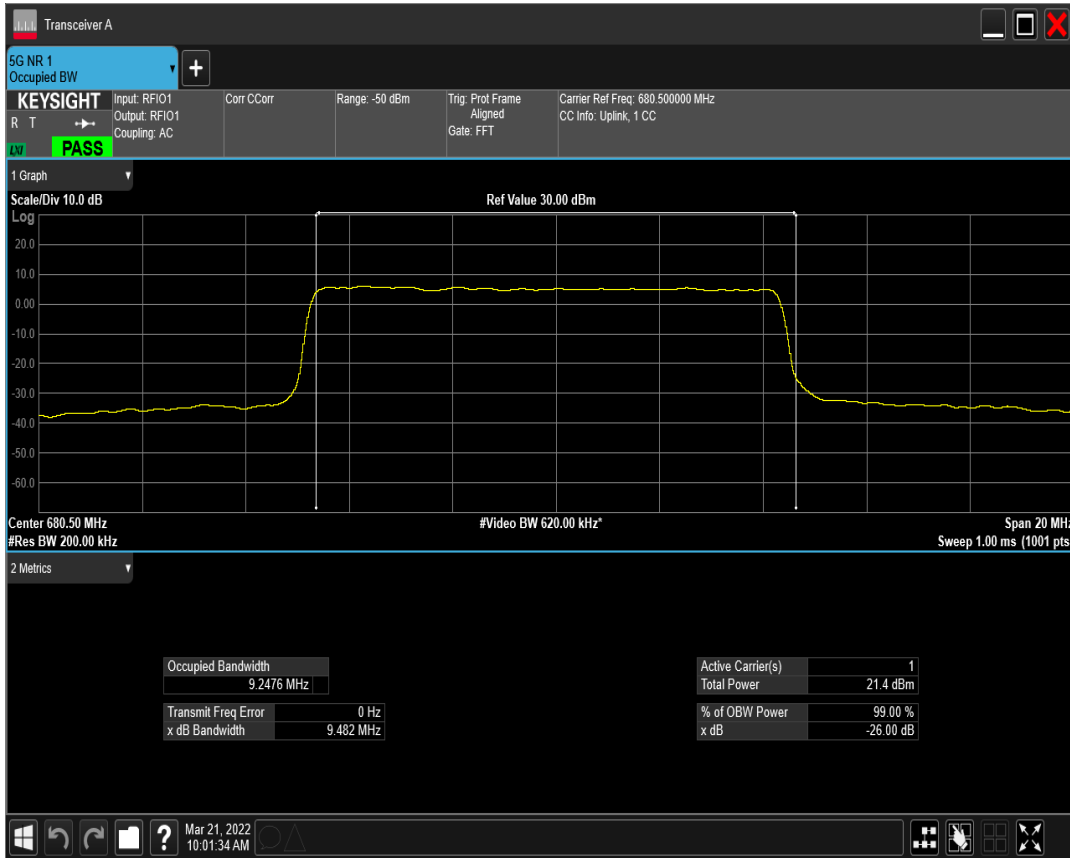 Transceiver A
5G NR 1
Occupied BW
KEYSIGHT
R T
LXI
PASS
Input: RFIO1
Output: RFIO1
Coupling: AC
Corr CCorr
Range: -50 dBm
Trig: Prot Frame
Aligned
Gate: FFT
Carrier Ref Freq: 680.500000 MHz
CC Info: Uplink, 1 CC
1 Graph
Scale/Div 10.0 dB
Ref Value 30.00 dBm
Log
20.0
10.0
0.00
-10.0
-20.0
-30.0
-40.0
-50.0
-60.0
Center 680.50 MHz
#Video BW 620.00 kHz*
Span 20 MHz
#Res BW 200.00 kHz
Sweep 1.00 ms (1001 pts
2 Metrics
Occupied Bandwidth
9.2476 MHz
Transmit Freq Error 0 Hz
x dB Bandwidth 9.482 MHz
Active Carrier(s) 1
Total Power 21.4 dBm
% of OBW Power 99.00 %
x dB -26.00 dB
?
Mar 21, 2022
10:01:34 AM